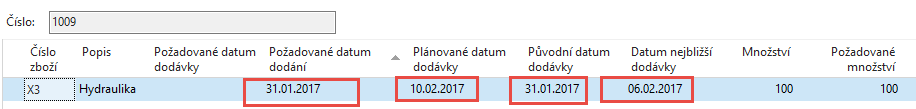 Číslo: 1009
Číslo zboží Popis Požadované datum dodávky Požadované datum dodání Plánované datum dodávky Původní datum dodávky Datum nejbližší dodávky Množství Požadované množství
X3 Hydraulika 31.01.2017 10.02.2017 31.01.2017 06.02.2017 100 100